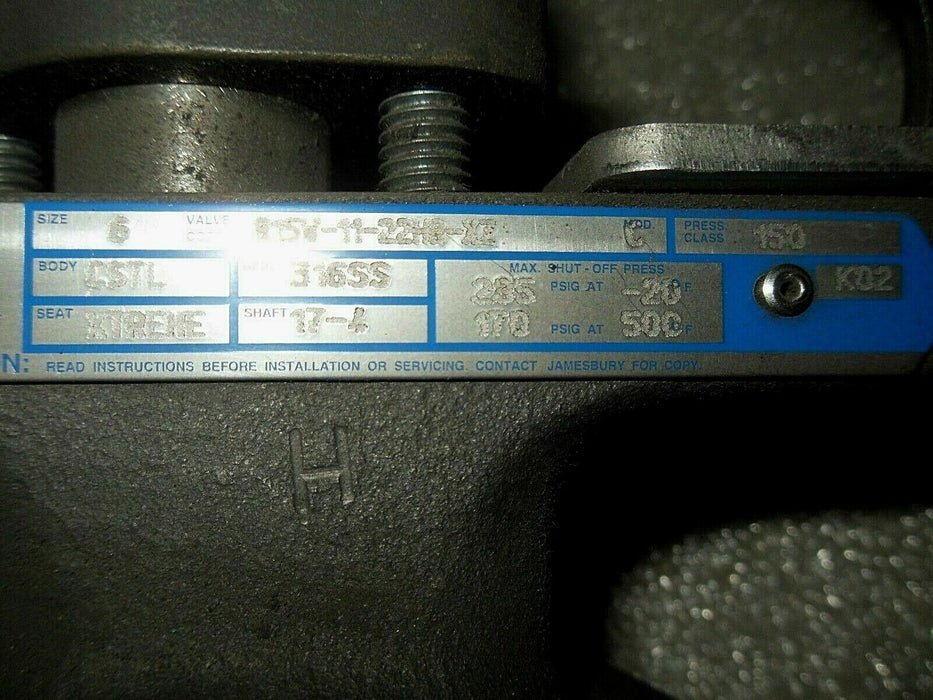 SIZE 6 VALVE 815W-11-22HB-XZ MOD. C PRESS. CLASS 150
BODY CSTL 316SS MAX. SHUT-OFF PRESS
285 PSIG AT -20 °F K02
SEAT XTREME SHAFT 17-4 170 PSIG AT 500 °F
N: READ INSTRUCTIONS BEFORE INSTALLATION OR SERVICING. CONTACT JAMESBURY FOR COPY.
H